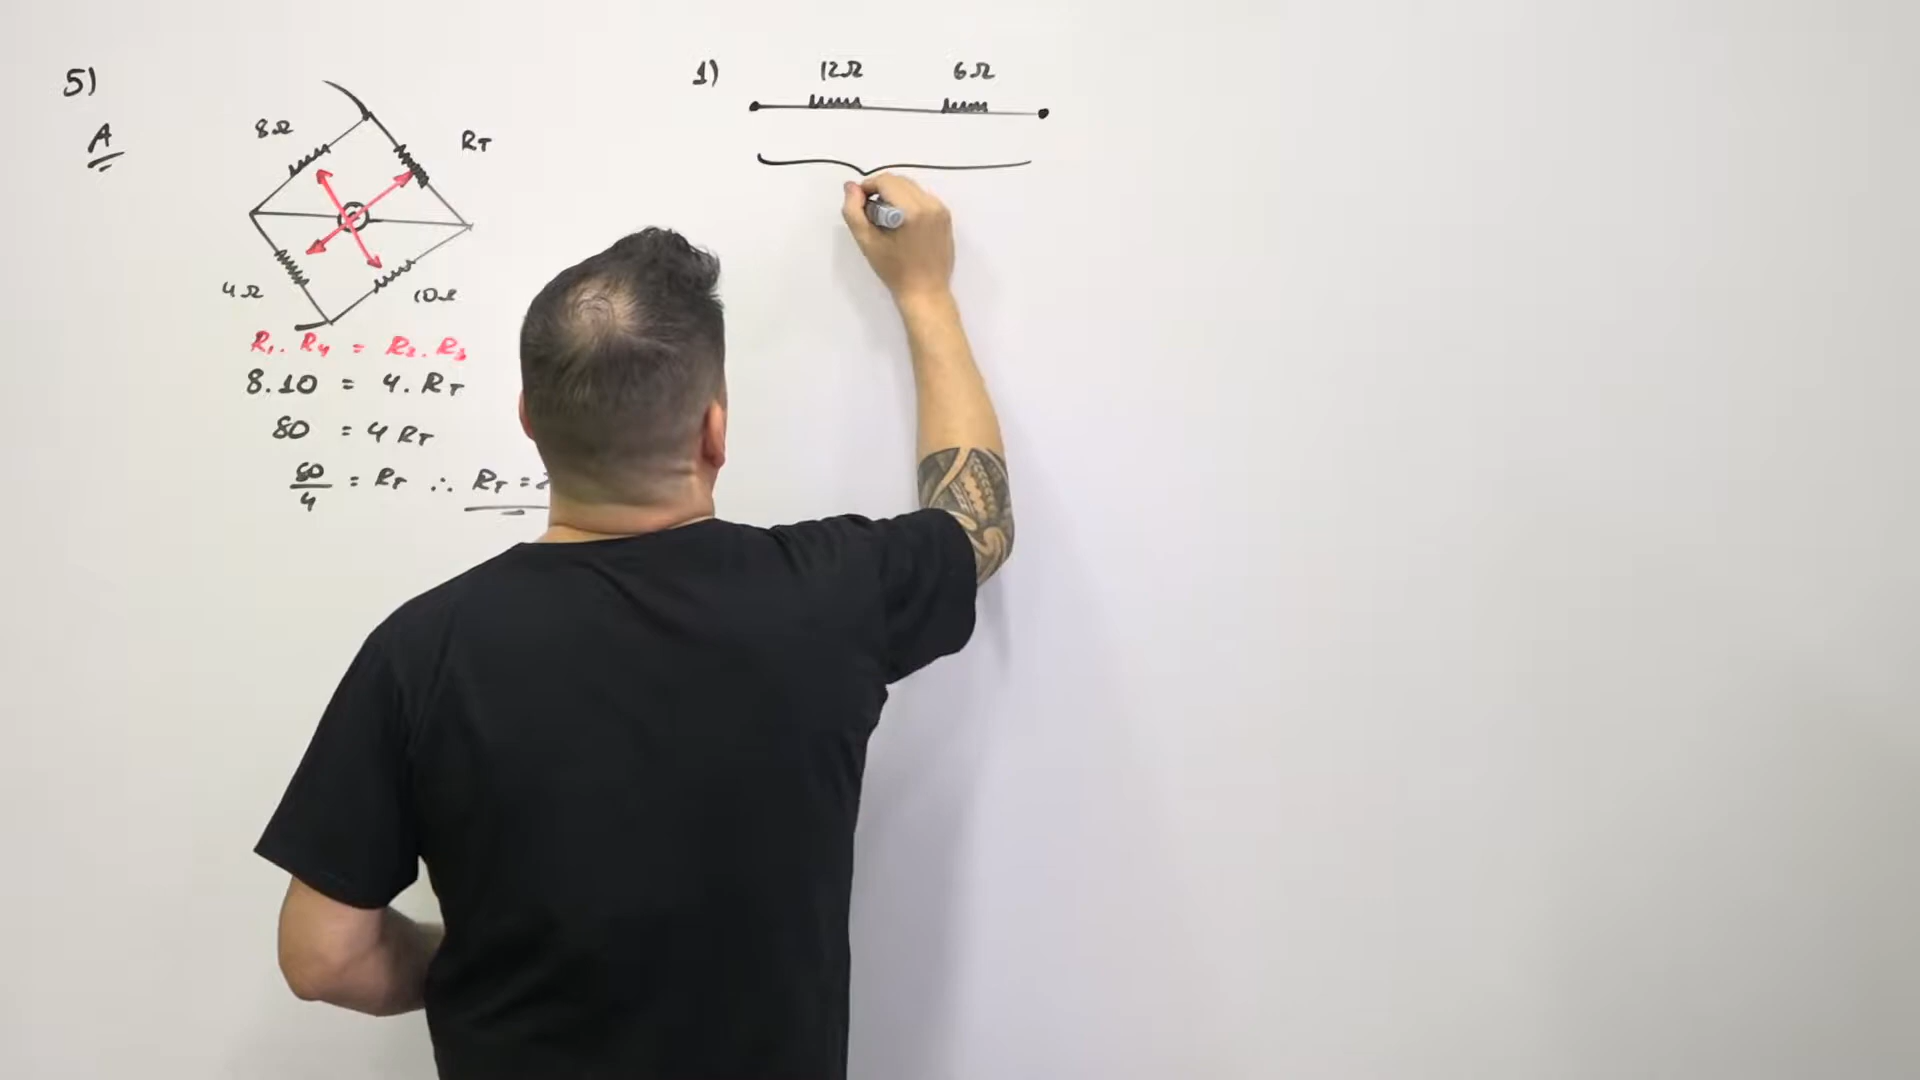 5)
A
8Ω
RT
4Ω
10Ω
R1 . R4 = R2 . R3
8.10 = 4. RT
80 = 4 RT
80/4 = RT ∴ RT = 2
1)
12Ω
6Ω